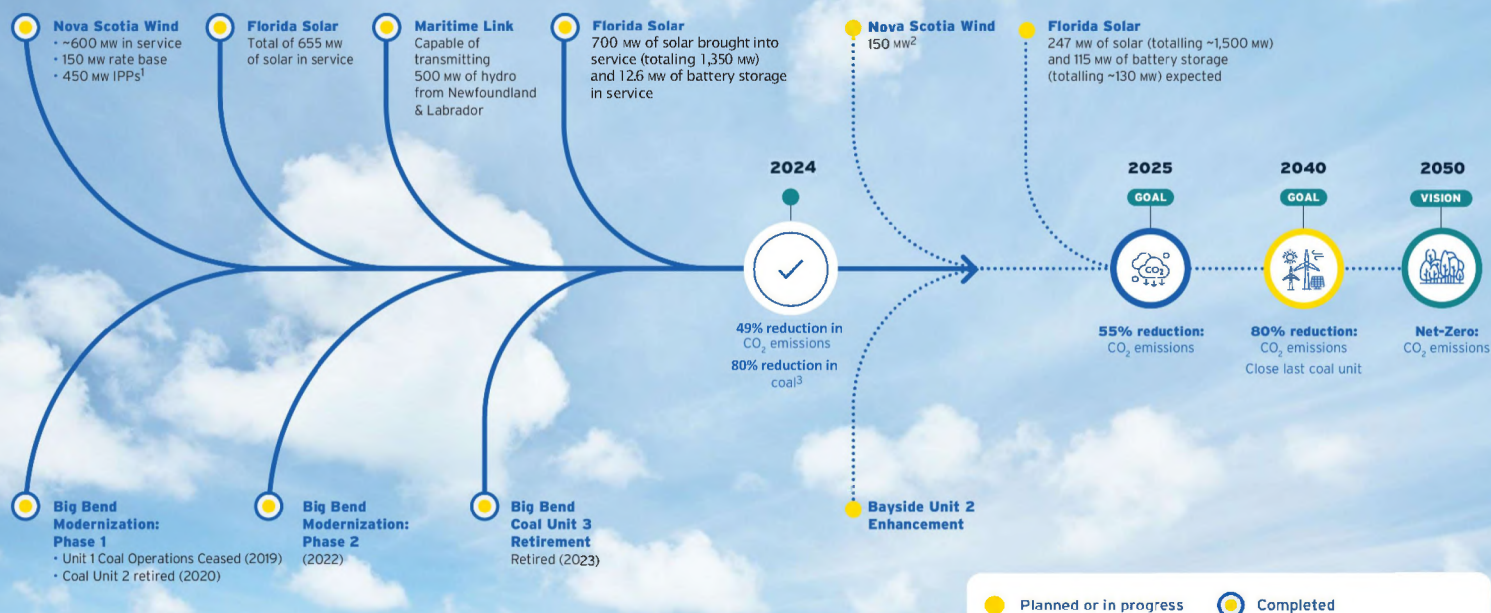 Nova Scotia Wind
• ~600 MW in service
• 150 MW rate base
• 450 MW IPPs¹
Florida Solar
Total of 655 MW
of solar in service
Maritime Link
Capable of
transmitting
500 MW of hydro
from Newfoundland
& Labrador
Florida Solar
700 MW of solar brought into
service (totaling 1,350 MW)
and 12.6 MW of battery storage
in service
Nova Scotia Wind
150 MW²
Florida Solar
247 MW of solar (totalling ~1,500 MW)
and 115 MW of battery storage
(totalling ~130 MW) expected
2024
49% reduction in
CO₂ emissions
80% reduction in
coal³
2025
GOAL
CO₂
55% reduction:
CO₂ emissions
2040
GOAL
80% reduction:
CO₂ emissions
Close last coal unit
2050
VISION
Net-Zero:
CO₂ emissions
Big Bend
Modernization:
Phase 1
• Unit 1 Coal Operations Ceased (2019)
• Coal Unit 2 retired (2020)
Big Bend
Modernization:
Phase 2
(2022)
Big Bend
Coal Unit 3
Retirement
Retired (2023)
Bayside Unit 2
Enhancement
Planned or in progress
Completed